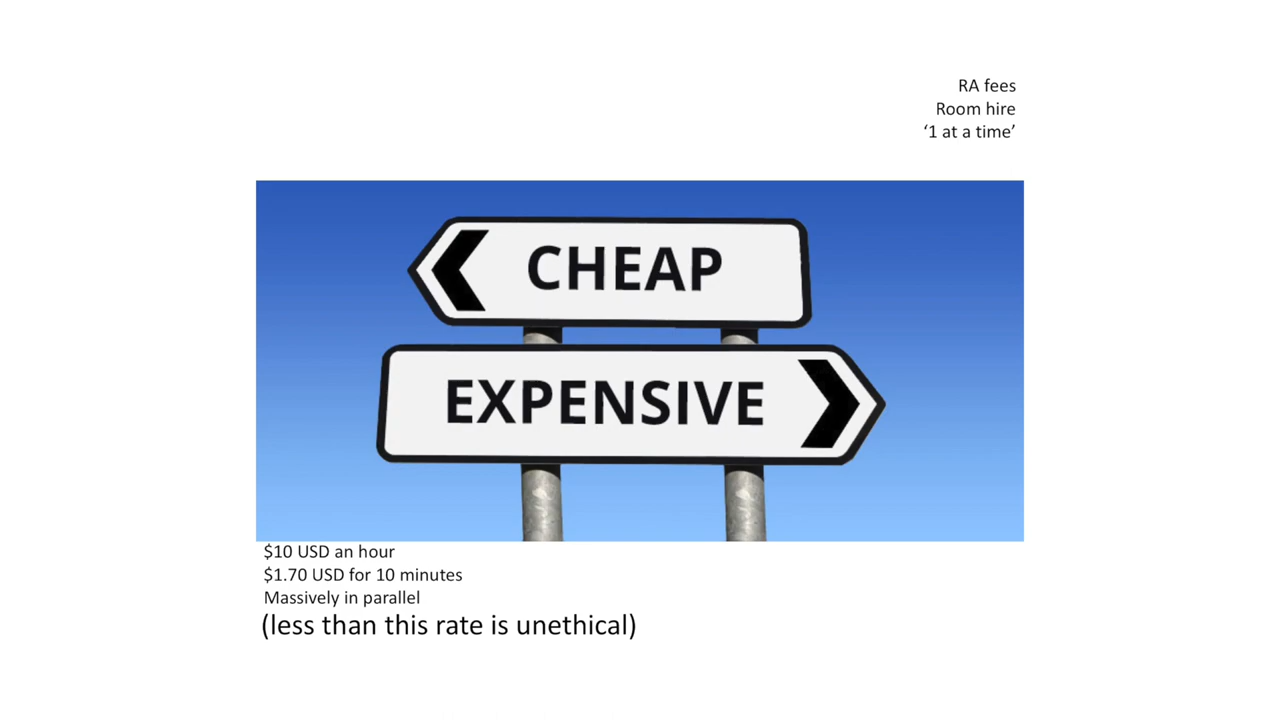 RA fees
Room hire
‘1 at a time’
CHEAP
EXPENSIVE
$10 USD an hour
$1.70 USD for 10 minutes
Massively in parallel
(less than this rate is unethical)